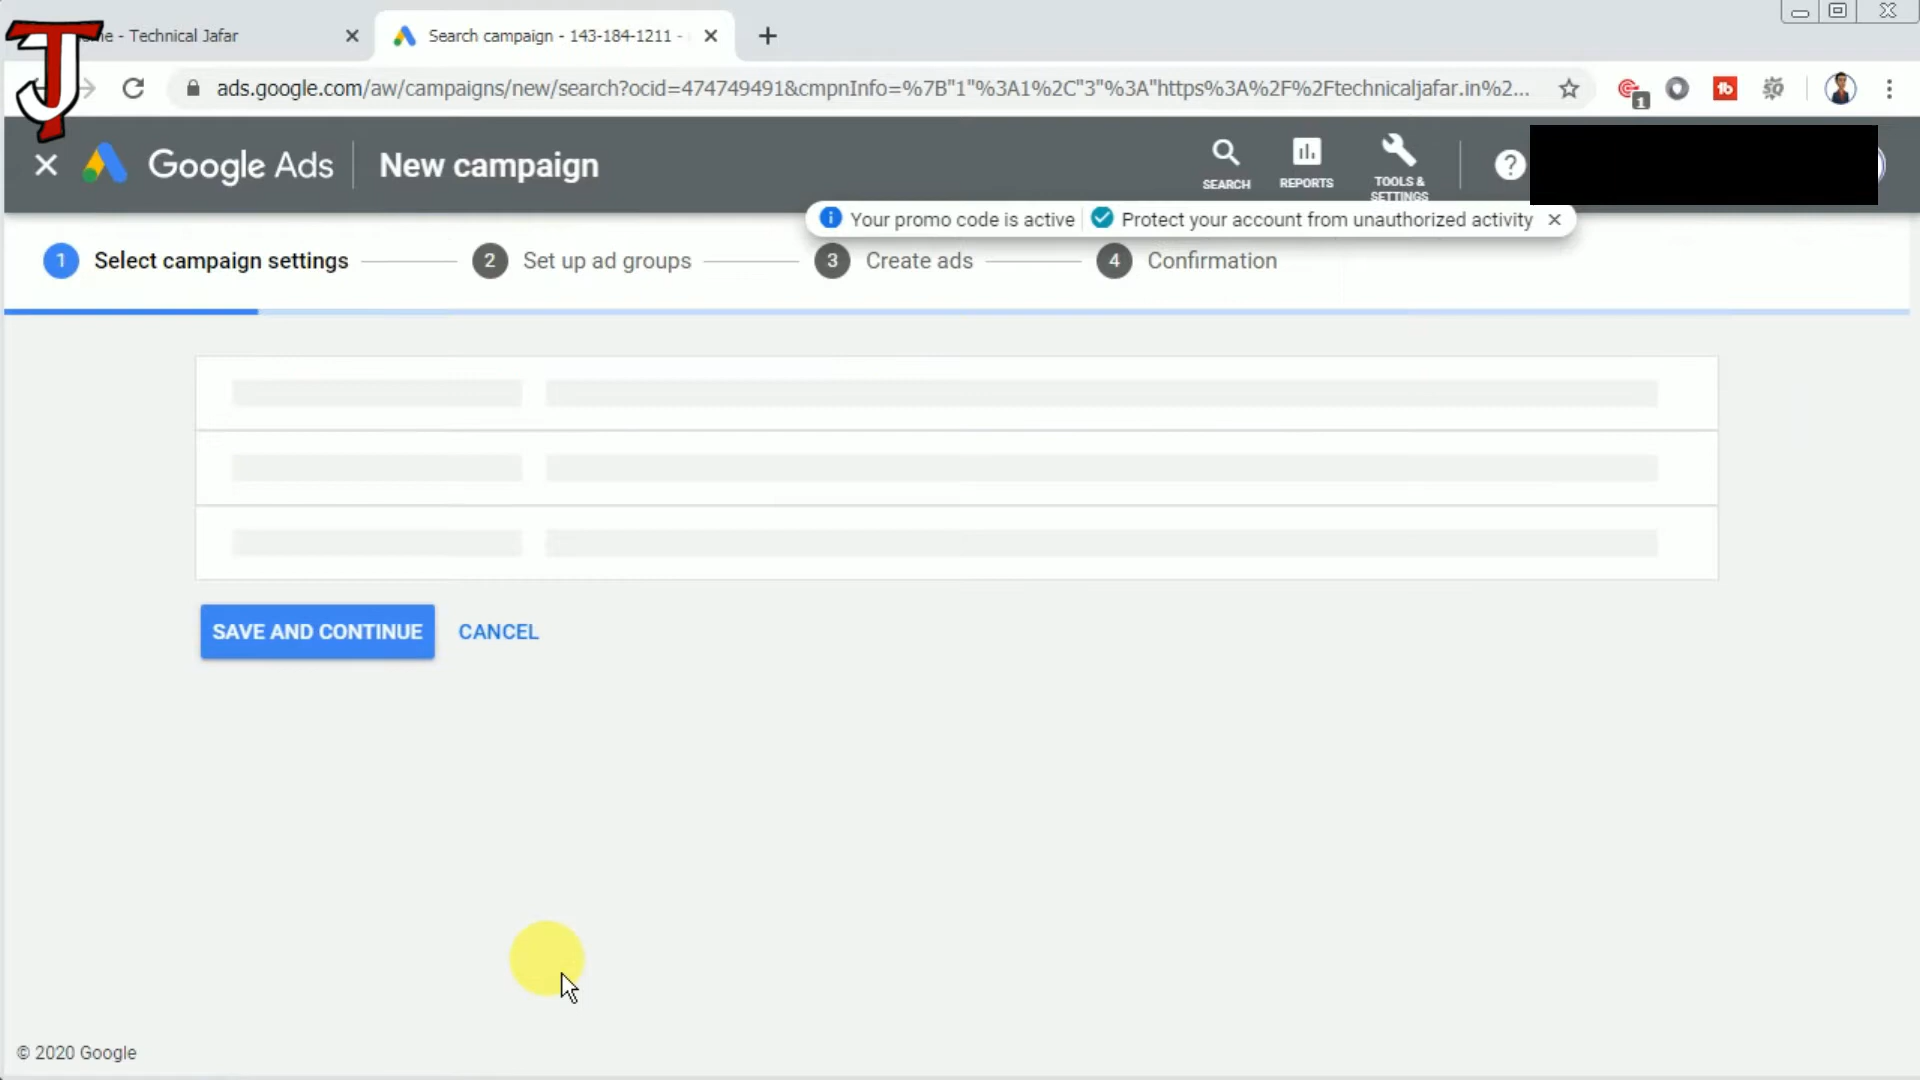 TJ
me - Technical Jafar
Search campaign - 143-184-1211 -
ads.google.com/aw/campaigns/new/search?ocid=474749491&cmpnInfo=%7B"1"%3A1%2C"3"%3A"https%3A%2F%2Ftechnicaljafar.in%2...
1
Google Ads
New campaign
SEARCH
REPORTS
TOOLS &
SETTINGS
?
Your promo code is active
Protect your account from unauthorized activity
1 Select campaign settings
2 Set up ad groups
3 Create ads
4 Confirmation
SAVE AND CONTINUE
CANCEL
© 2020 Google